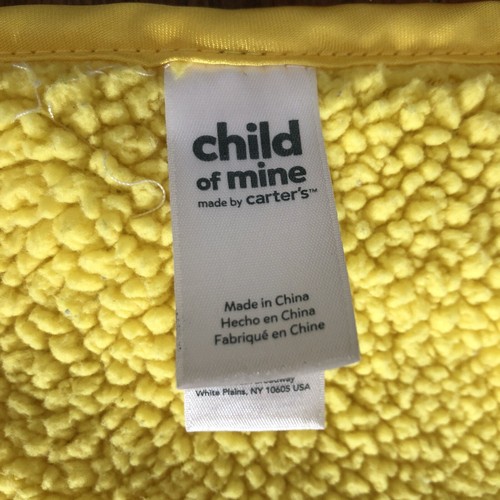 child
of mine
made by carter's™
Made in China
Hecho en China
Fabriqué en Chine
White Plains, NY 10605 USA